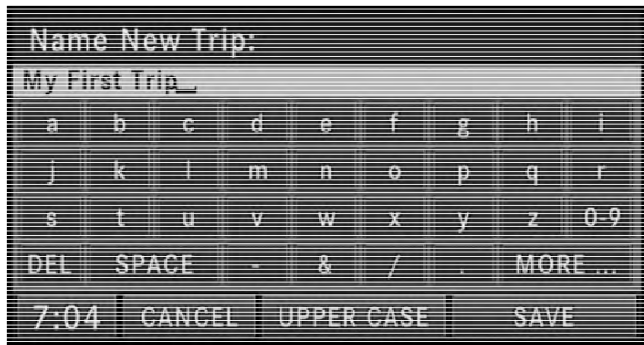 Name New Trip:
My First Trip_
a b c d e f g h i
j k l m n o p q r
s t u v w x y z 0-9
DEL SPACE - & / . MORE ...
7:04 CANCEL UPPER CASE SAVE